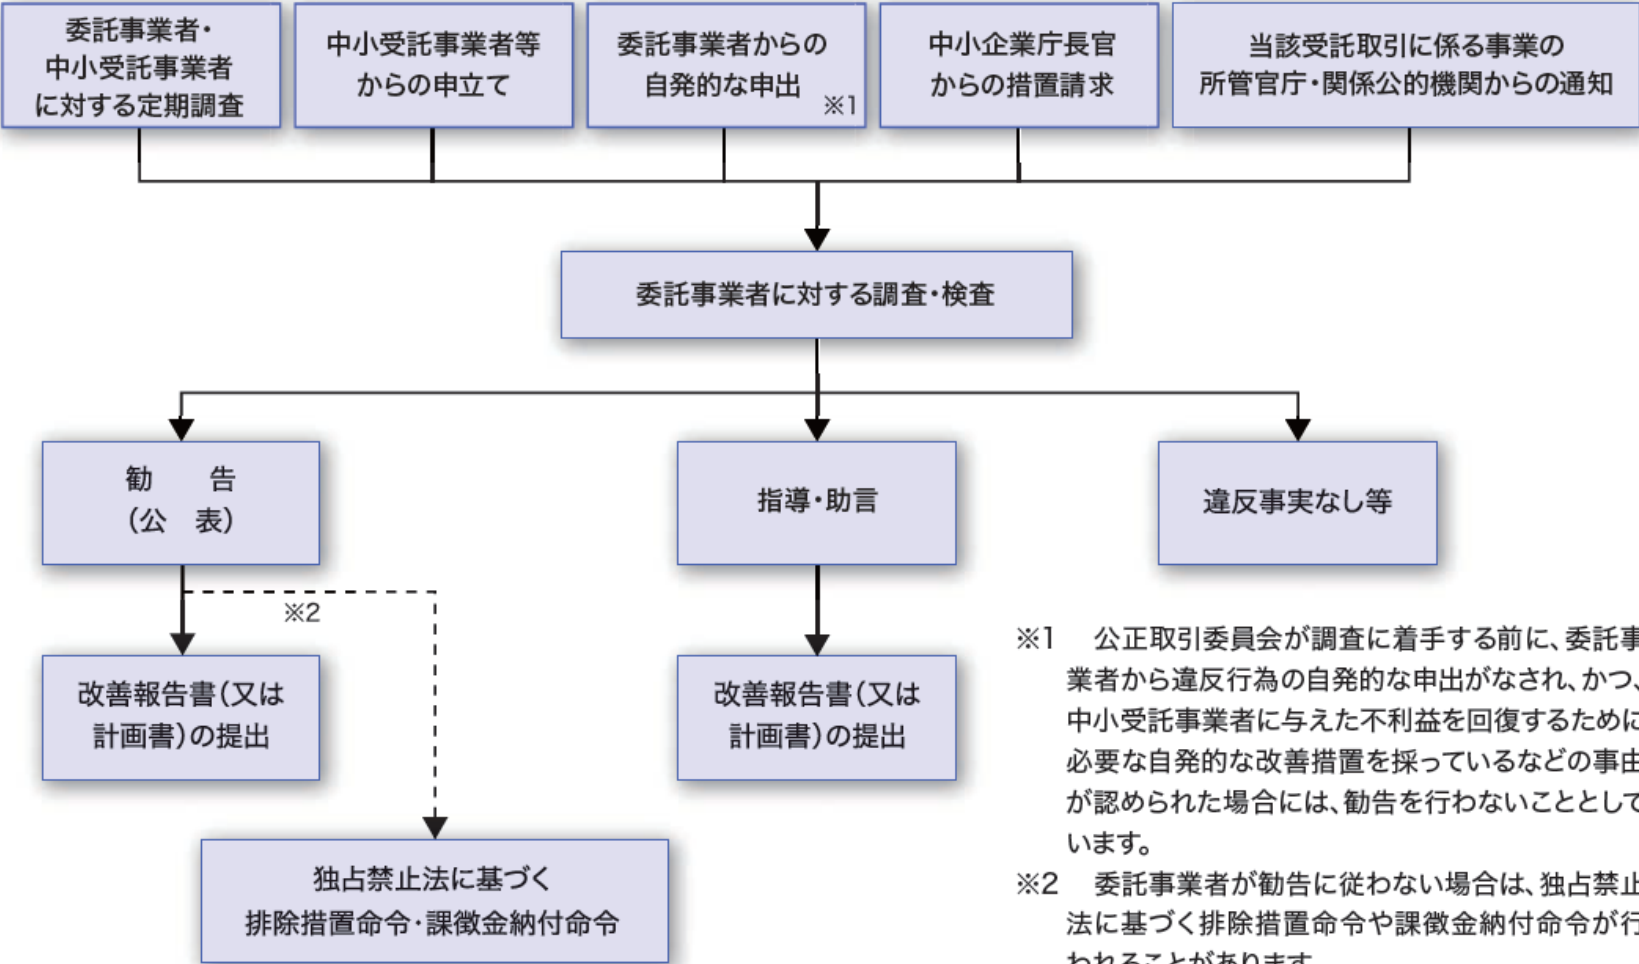 委託事業者・
中小受託事業者
に対する定期調査
中小受託事業者等
からの申立て
委託事業者からの
自発的な申出
※1
中小企業庁長官
からの措置請求
当該受託取引に係る事業の
所管官庁・関係公的機関からの通知
委託事業者に対する調査・検査
勧　　告
（公　表）
指導・助言
違反事実なし等
※2
改善報告書（又は
計画書）の提出
改善報告書（又は
計画書）の提出
独占禁止法に基づく
排除措置命令・課徴金納付命令
※1　公正取引委員会が調査に着手する前に、委託事
業者から違反行為の自発的な申出がなされ、かつ、
中小受託事業者に与えた不利益を回復するために
必要な自発的な改善措置を採っているなどの事由
が認められた場合には、勧告を行わないこととして
います。
※2　委託事業者が勧告に従わない場合は、独占禁止
法に基づく排除措置命令や課徴金納付命令が行
われることがあります。